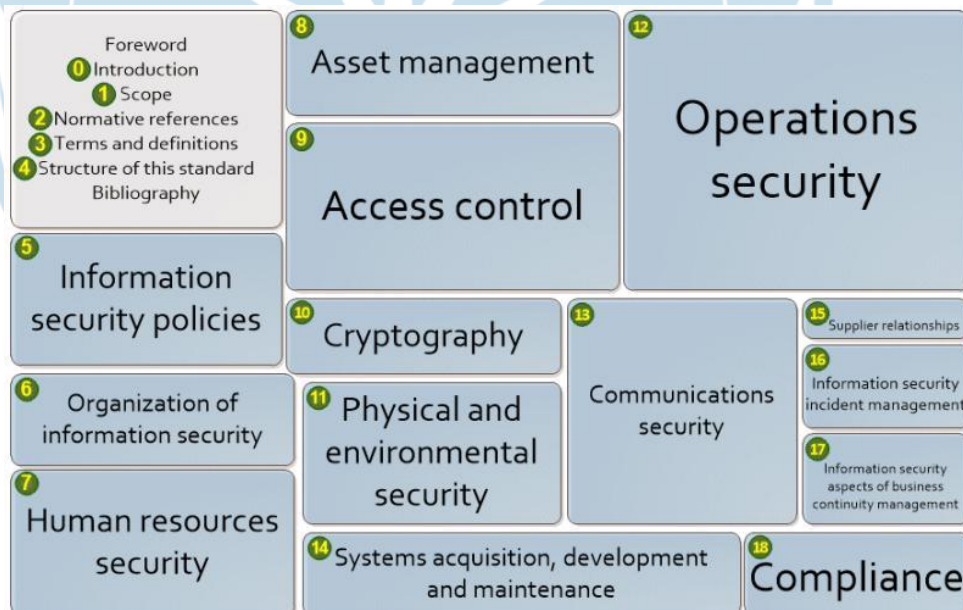 Foreword
0 Introduction
1 Scope
2 Normative references
3 Terms and definitions
4 Structure of this standard
Bibliography
5
Information
security policies
6
Organization of
information security
7
Human resources
security
8
Asset management
9
Access control
10
Cryptography
11
Physical and
environmental
security
12
Operations
security
13
Communications
security
14
Systems acquisition, development
and maintenance
15
Supplier relationships
16
Information security
incident management
17
Information security
aspects of business
continuity management
18
Compliance